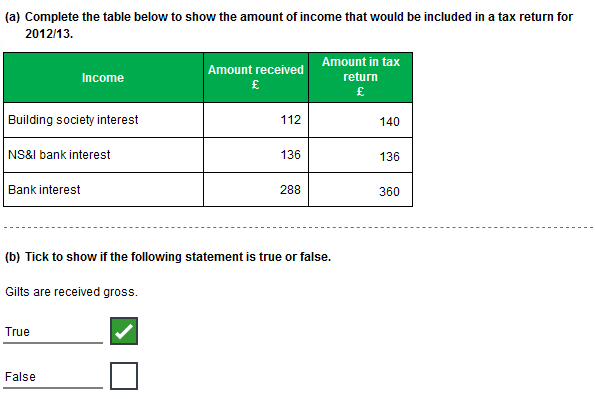 (a) Complete the table below to show the amount of income that would be included in a tax return for
2012/13.
Income
Amount received
£
Amount in tax
return
£
Building society interest 112 140
NS&I bank interest 136 136
Bank interest 288 360
(b) Tick to show if the following statement is true or false.
Gilts are received gross.
True
False